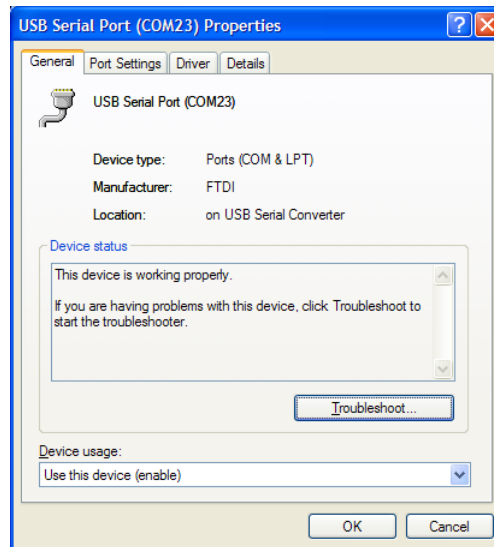 USB Serial Port (COM23) Properties
General Port Settings Driver Details
USB Serial Port (COM23)
Device type: Ports (COM & LPT)
Manufacturer: FTDI
Location: on USB Serial Converter
Device status
This device is working properly.
If you are having problems with this device, click Troubleshoot to
start the troubleshooter.
Troubleshoot...
Device usage:
Use this device (enable)
OK Cancel